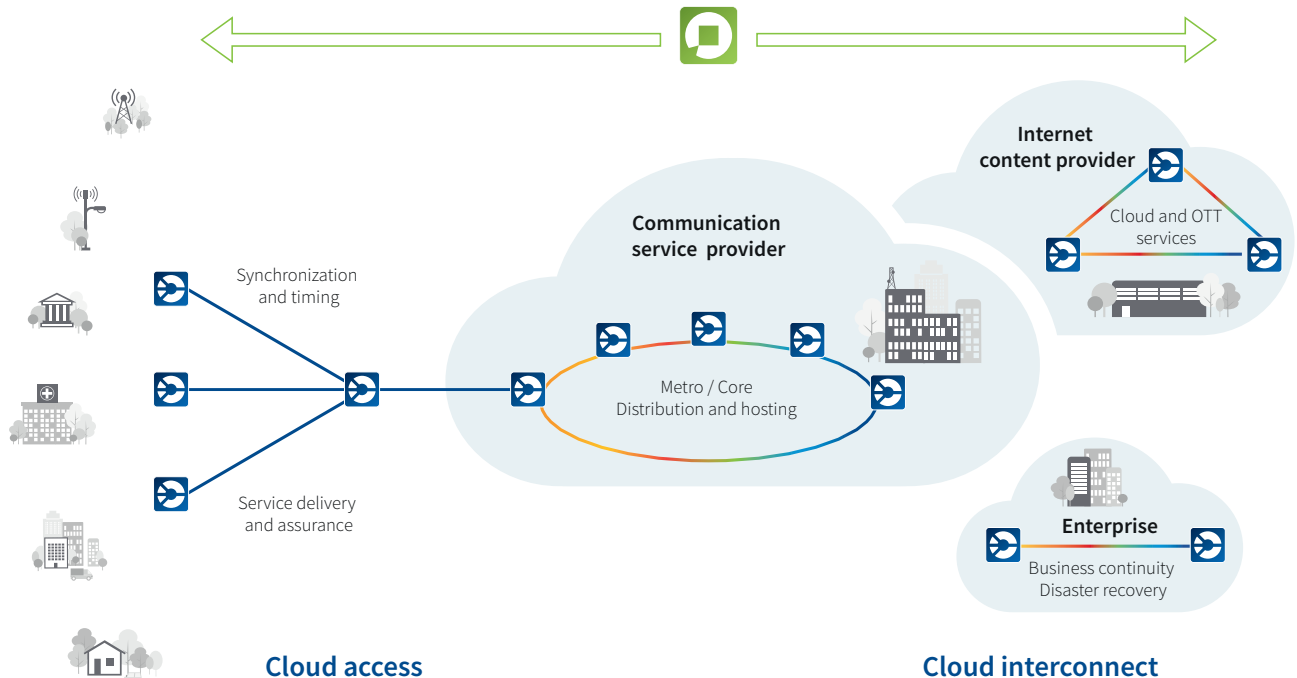 Internet
content provider
Cloud and OTT
services
Communication
service provider
Synchronization
and timing
Metro / Core
Distribution and hosting
Service delivery
and assurance
Enterprise
Business continuity
Disaster recovery
Cloud access
Cloud interconnect